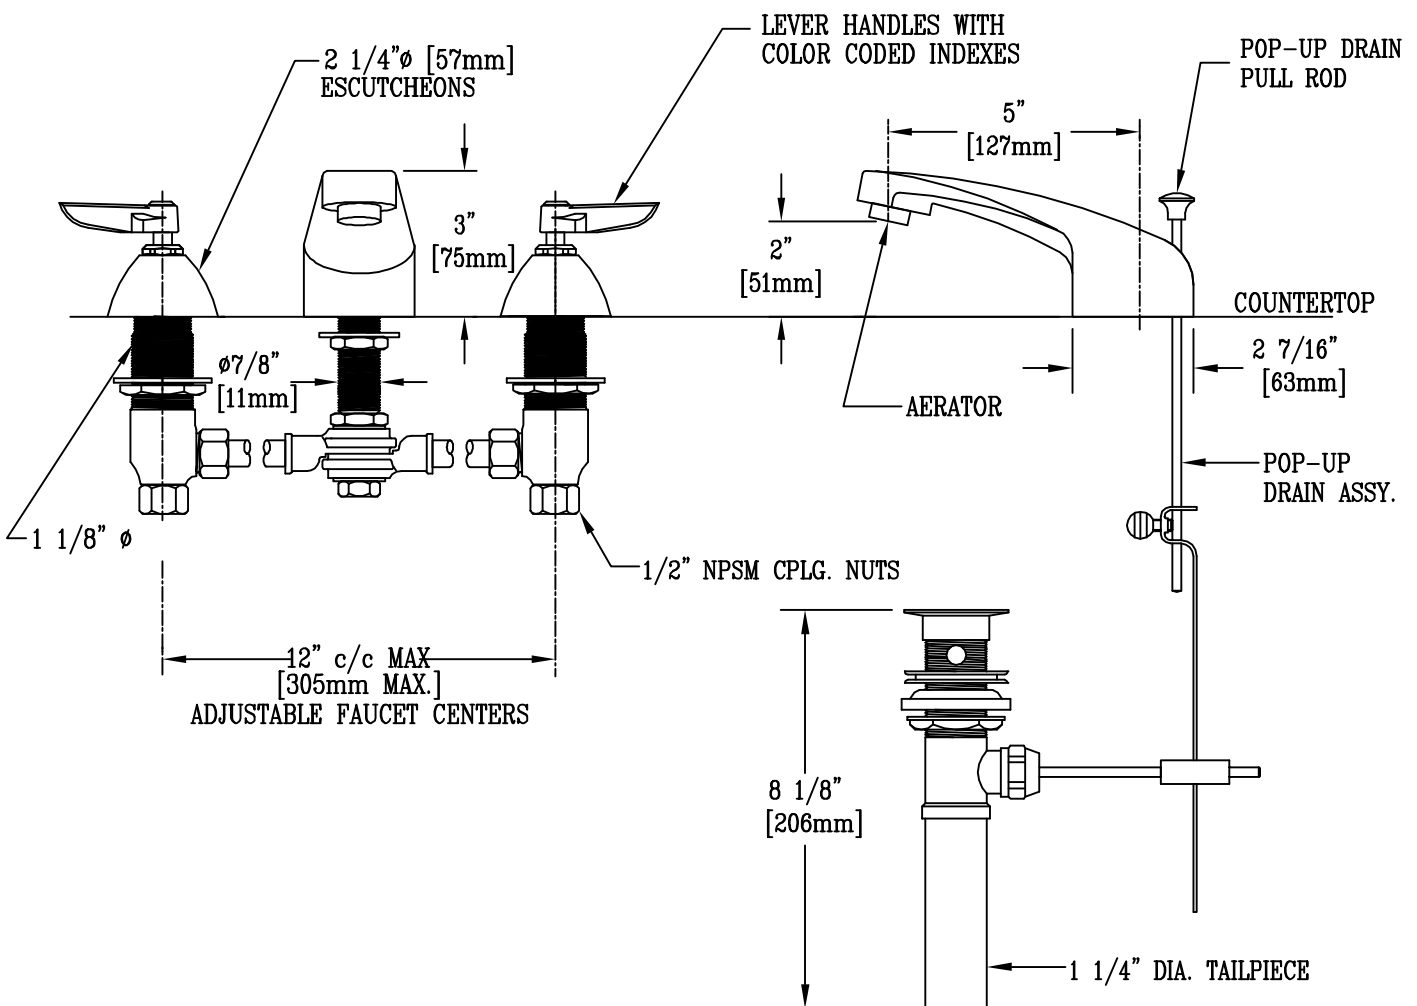 LEVER HANDLES WITH
COLOR CODED INDEXES
2 1/4"ø [57mm]
ESCUTCHEONS
POP-UP DRAIN
PULL ROD
5"
[127mm]
3"
[75mm]
2"
[51mm]
COUNTERTOP
2 7/16"
[63mm]
ø7/8"
[11mm]
AERATOR
POP-UP
DRAIN ASSY.
1 1/8" ø
1/2" NPSM CPLG. NUTS
12" c/c MAX
[305mm MAX.]
ADJUSTABLE FAUCET CENTERS
8 1/8"
[206mm]
1 1/4" DIA. TAILPIECE